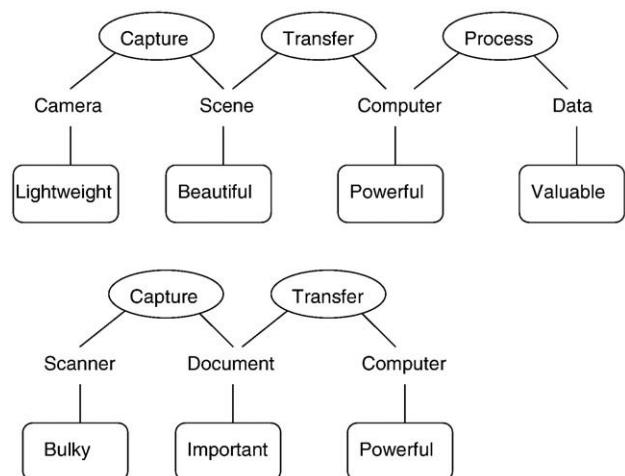 Capture Transfer Process
Camera Scene Computer Data
Lightweight Beautiful Powerful Valuable
Capture Transfer
Scanner Document Computer
Bulky Important Powerful